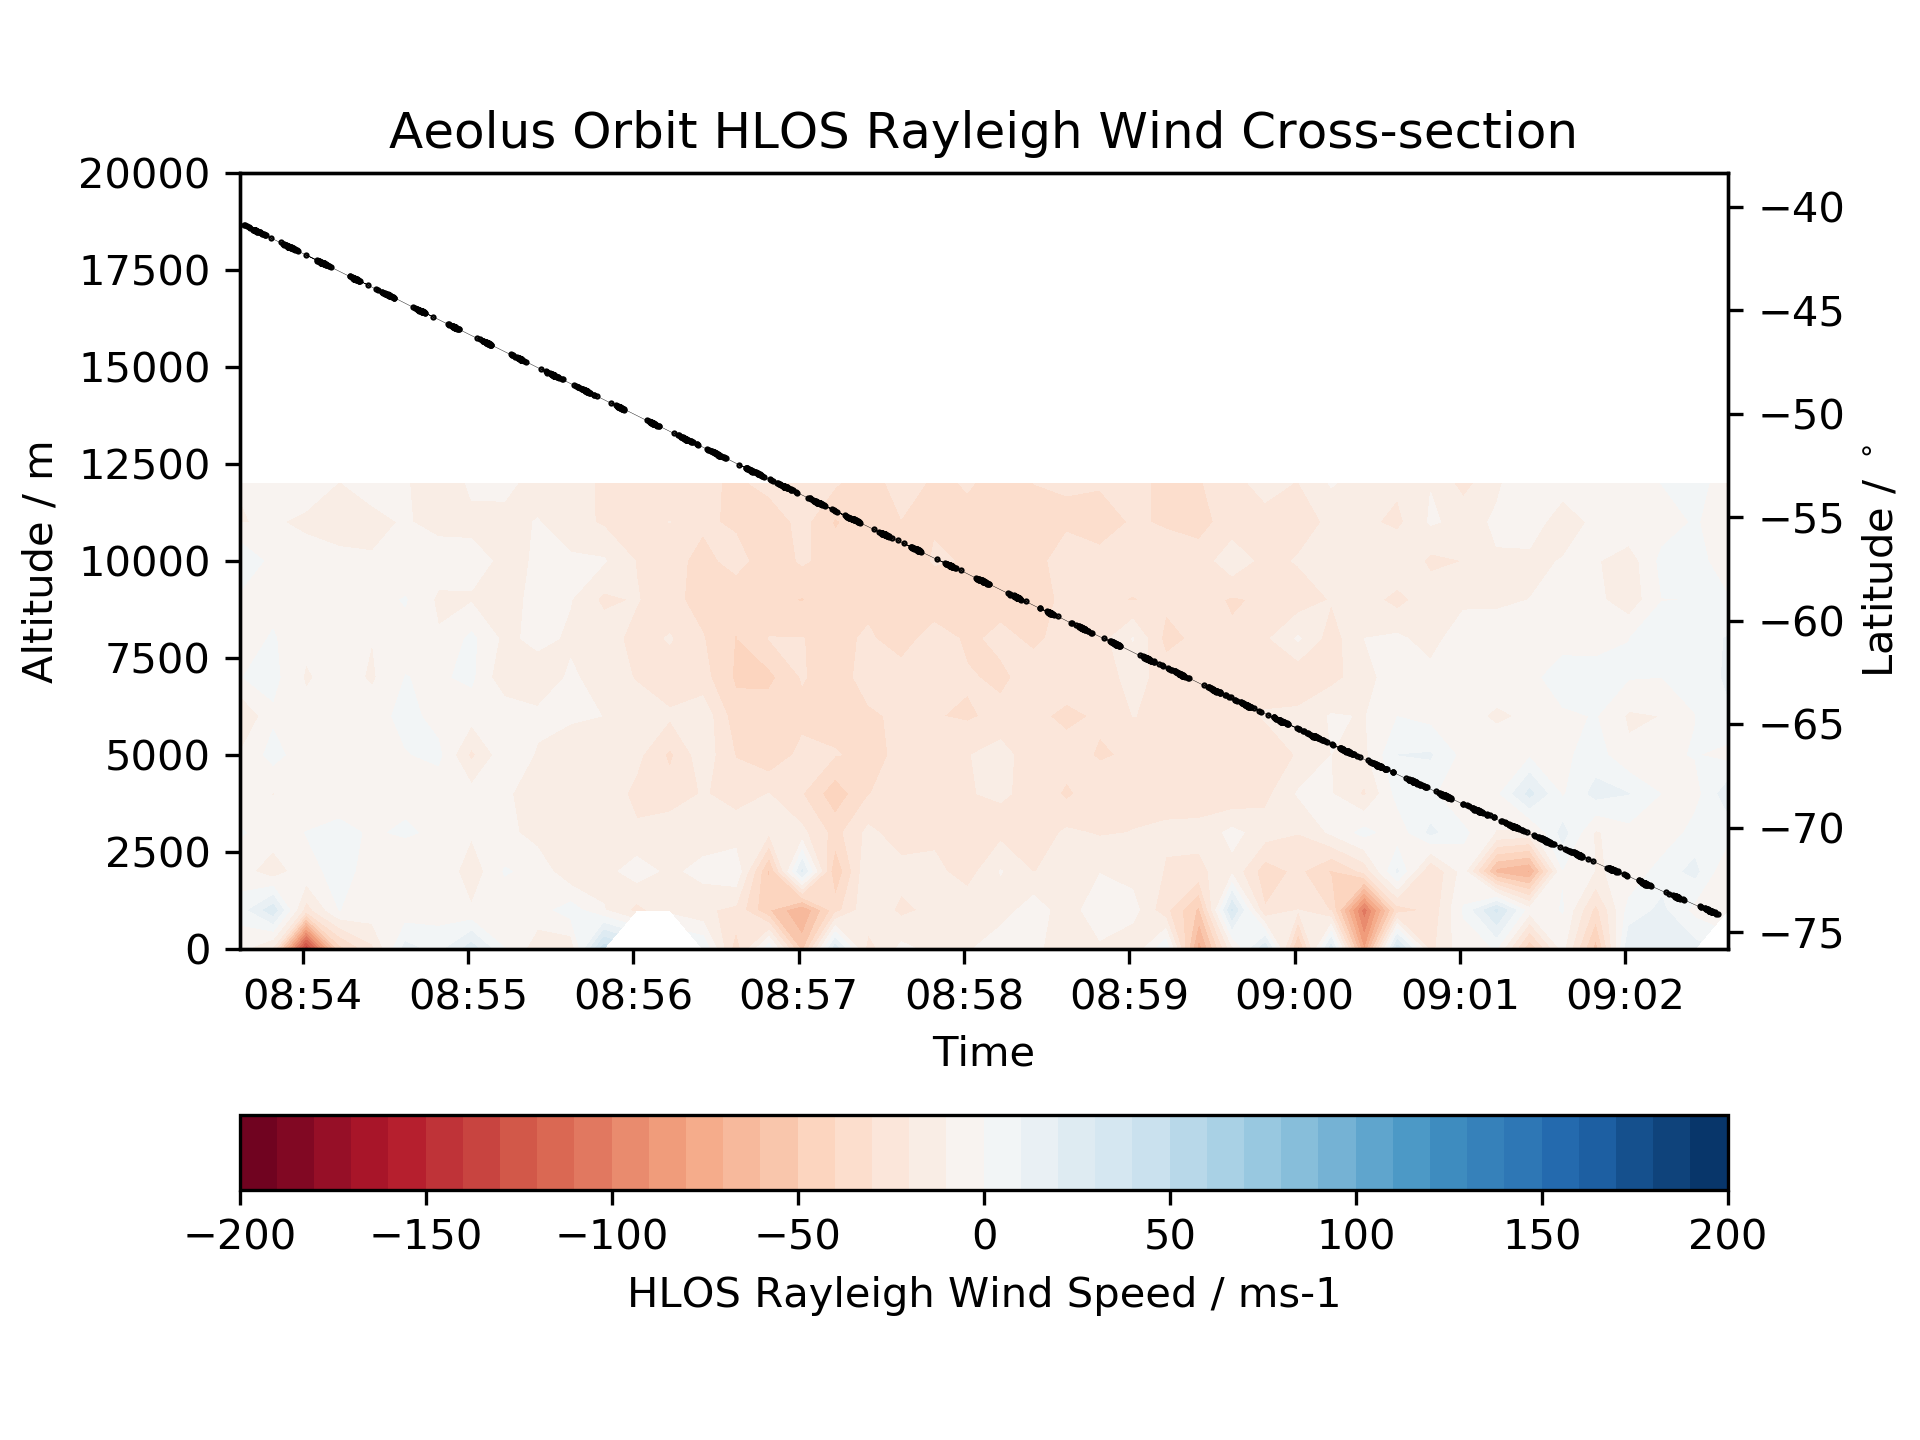 Aeolus Orbit HLOS Rayleigh Wind Cross-section
20000
17500
15000
12500
10000
7500
5000
2500
0
Altitude / m
−40
−45
−50
−55
−60
−65
−70
−75
Latitude / °
08:54 08:55 08:56 08:57 08:58 08:59 09:00 09:01 09:02
Time
−200 −150 −100 −50 0 50 100 150 200
HLOS Rayleigh Wind Speed / ms-1